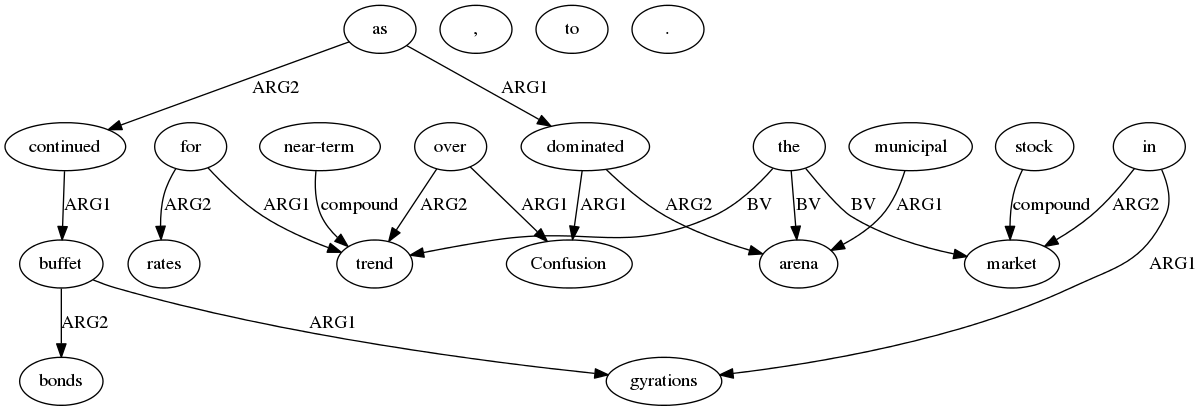 as , to .
ARG2 ARG1
continued for near-term over dominated the municipal stock in
ARG1 ARG2 ARG1 compound ARG2 ARG1 ARG1 ARG2 BV BV BV ARG1 compound ARG2
buffet rates trend Confusion arena market ARG1
ARG2 ARG1
bonds gyrations